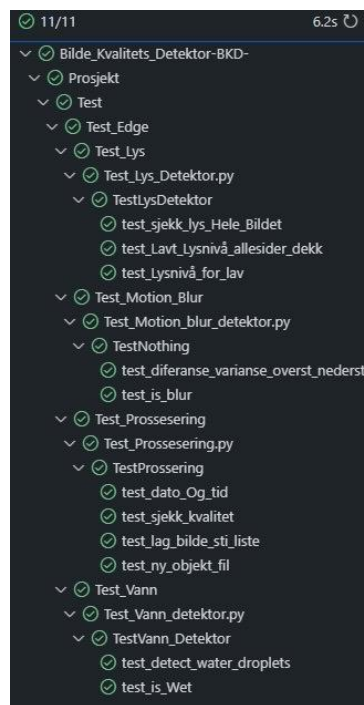 11/11 6.2s
Bilde_Kvalitets_Detektor-BKD-
Prosjekt
Test
Test_Edge
Test_Lys
Test_Lys_Detektor.py
TestLysDetektor
test_sjekk_lys_Hele_Bildet
test_Lavt_Lysnivå_allesider_dekk
test_Lysnivå_for_lav
Test_Motion_Blur
Test_Motion_blur_detektor.py
TestNothing
test_diferanse_varianse_overst_nederst
test_is_blur
Test_Prossesering
Test_Prossesering.py
TestProssering
test_dato_Og_tid
test_sjekk_kvalitet
test_lag_bilde_sti_liste
test_ny_objekt_fil
Test_Vann
Test_Vann_detektor.py
TestVann_Detektor
test_detect_water_droplets
test_is_Wet